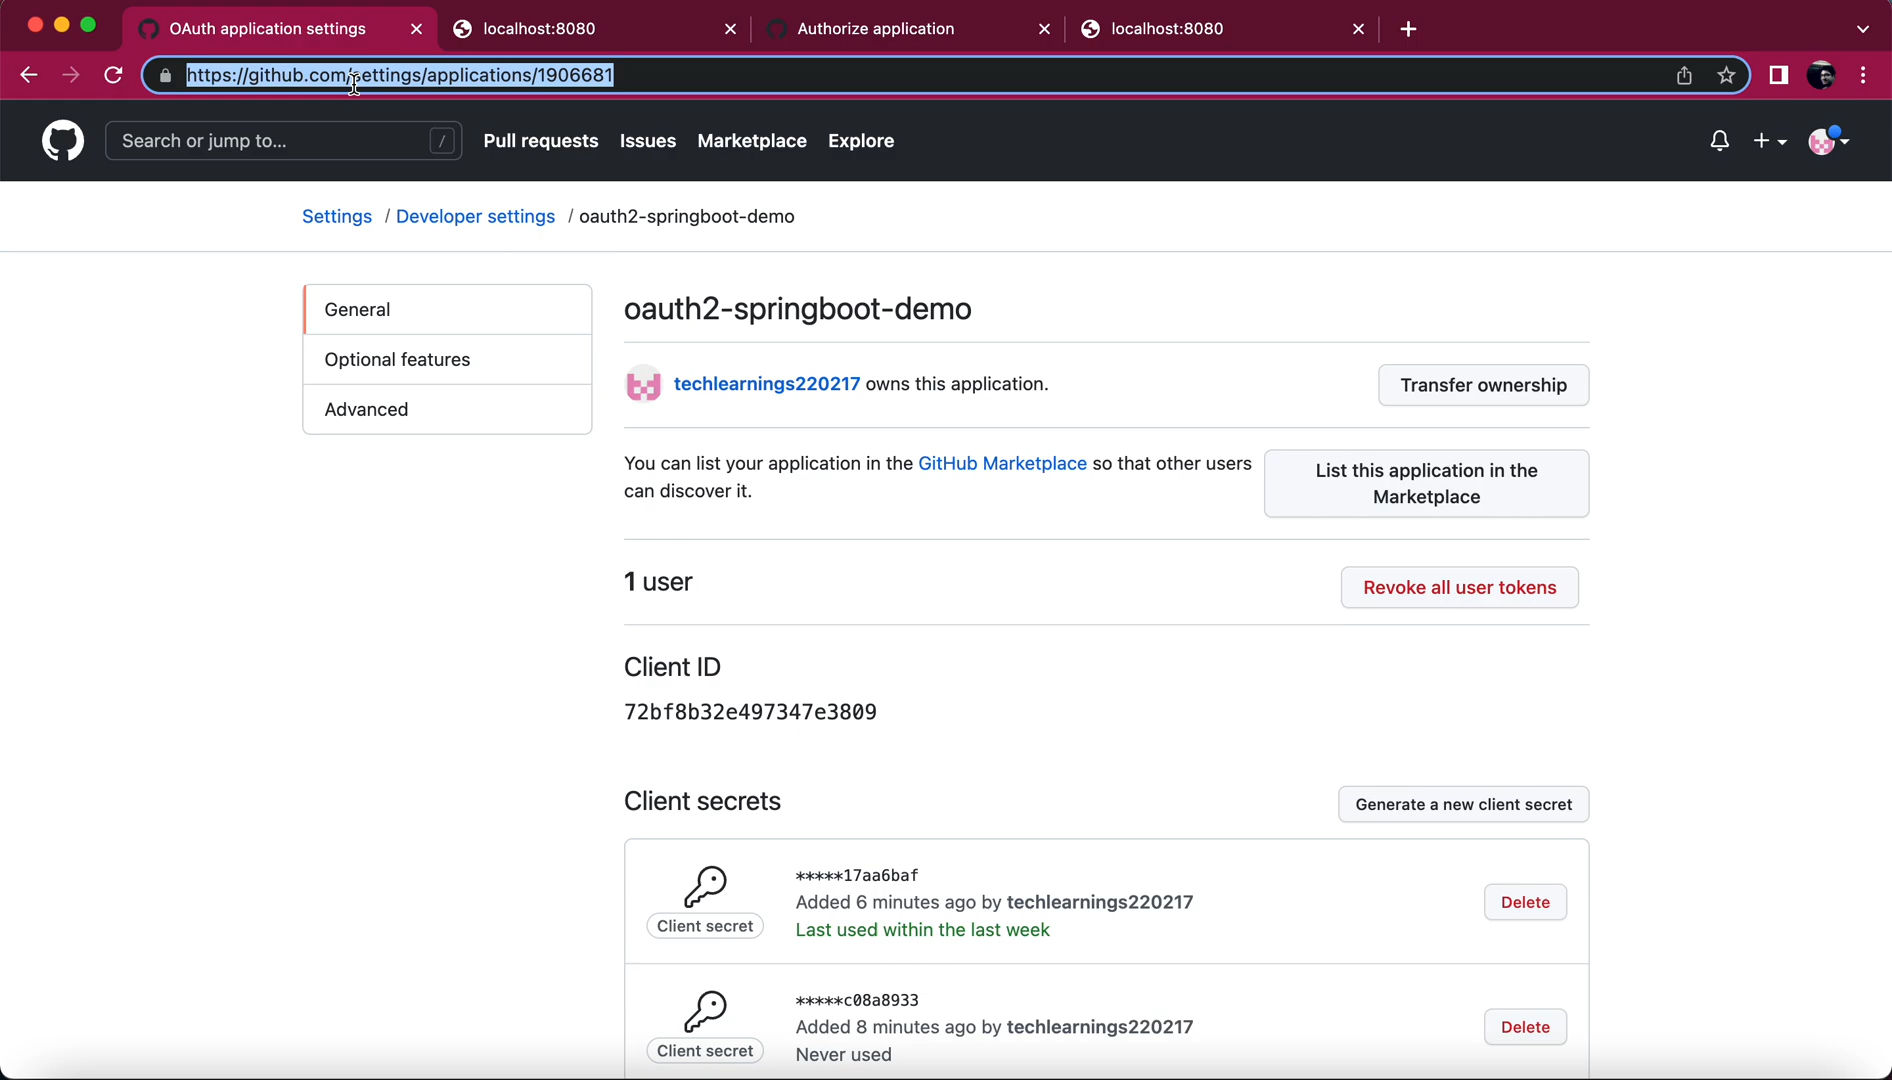 OAuth application settings
localhost:8080
Authorize application
localhost:8080
https://github.com/settings/applications/1906681
Search or jump to...
/
Pull requests
Issues
Marketplace
Explore
Settings / Developer settings / oauth2-springboot-demo
General
Optional features
Advanced
oauth2-springboot-demo
techlearnings220217 owns this application.
Transfer ownership
You can list your application in the GitHub Marketplace so that other users
can discover it.
List this application in the
Marketplace
1 user
Revoke all user tokens
Client ID
72bf8b32e497347e3809
Client secrets
Generate a new client secret
*****17aa6baf
Added 6 minutes ago by techlearnings220217
Last used within the last week
Client secret
Delete
*****c08a8933
Added 8 minutes ago by techlearnings220217
Never used
Client secret
Delete